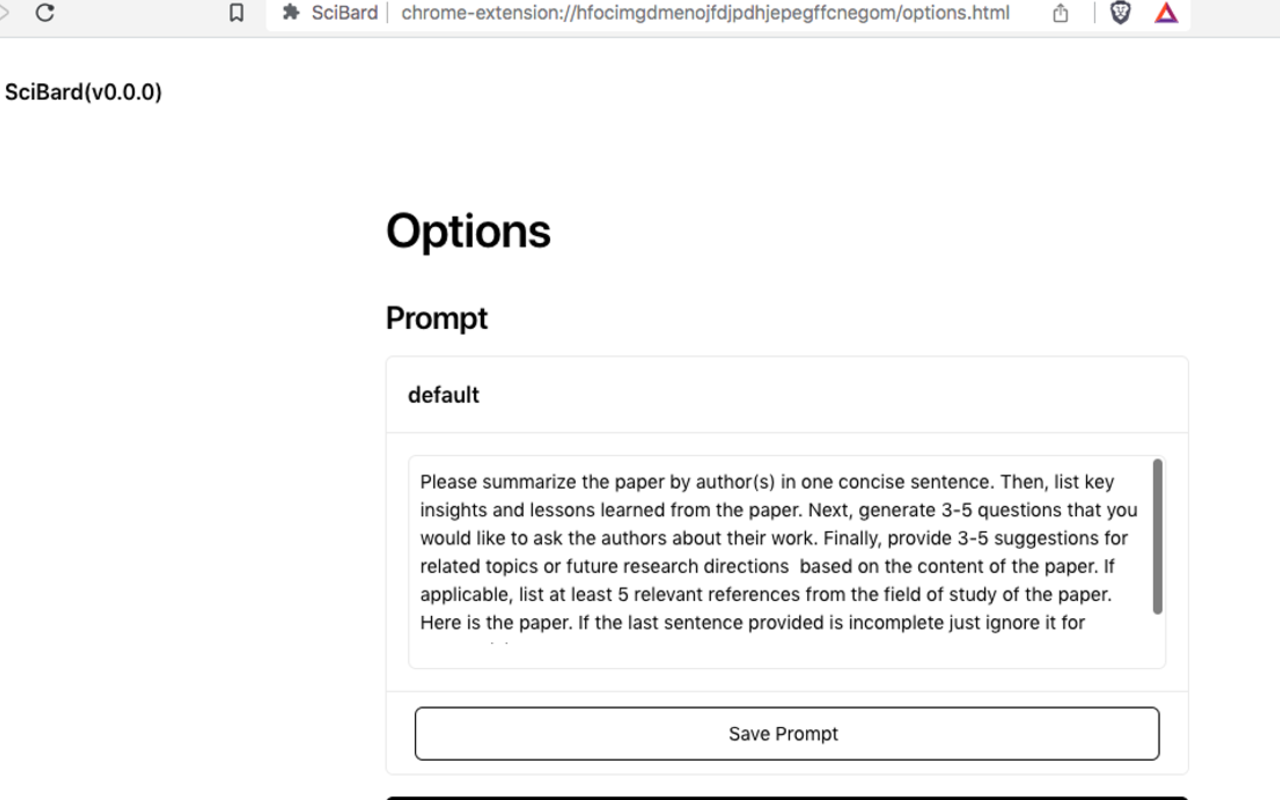 SciBard
chrome-extension://hfocimgdmenojfdjpdhjepegffcnegom/options.html
SciBard(v0.0.0)
Options
Prompt
default
Please summarize the paper by author(s) in one concise sentence. Then, list key
insights and lessons learned from the paper. Next, generate 3-5 questions that you
would like to ask the authors about their work. Finally, provide 3-5 suggestions for
related topics or future research directions  based on the content of the paper. If
applicable, list at least 5 relevant references from the field of study of the paper.
Here is the paper. If the last sentence provided is incomplete just ignore it for
Save Prompt